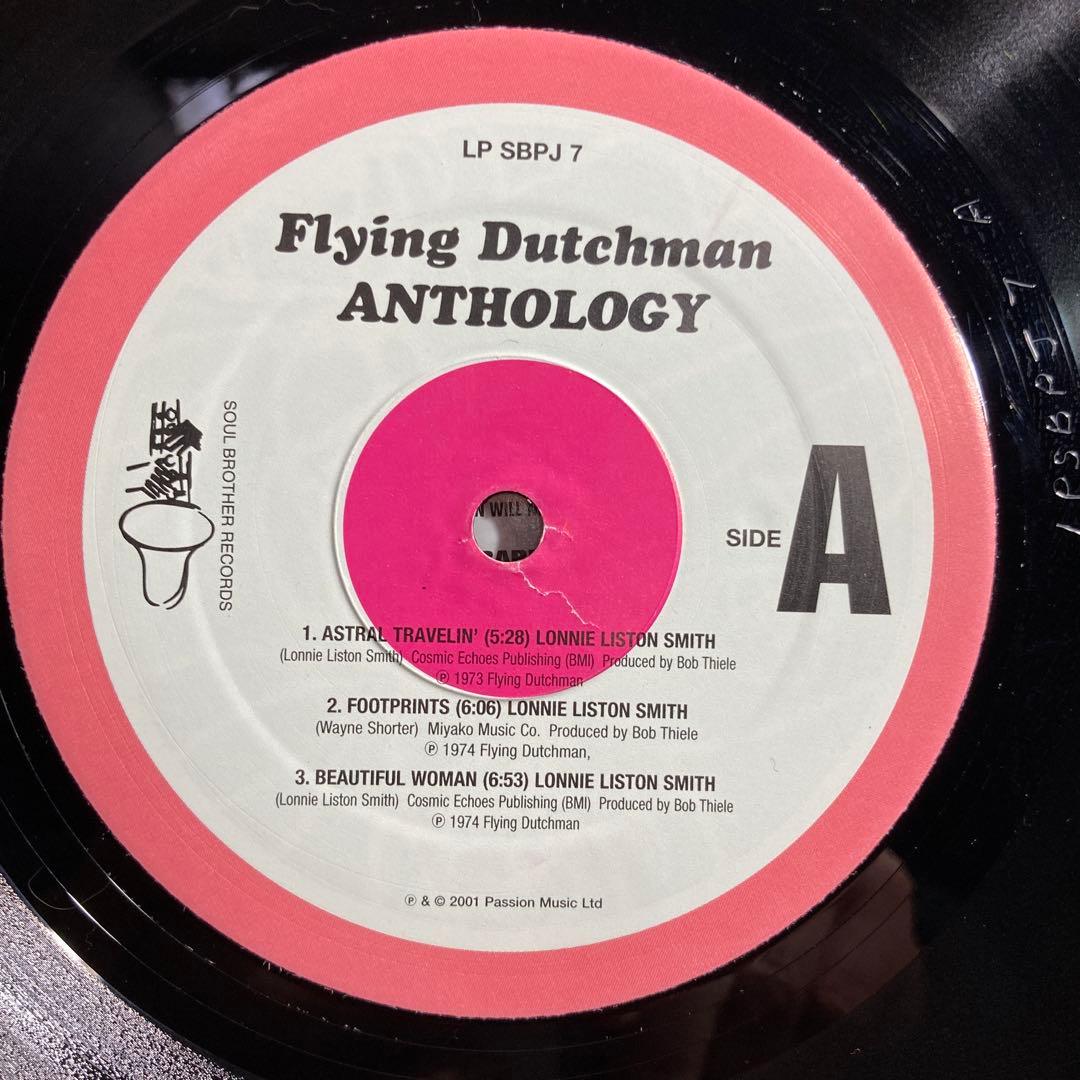 LP SBPJ 7
Flying Dutchman
ANTHOLOGY
SOUL BROTHER RECORDS
SIDE A
1. ASTRAL TRAVELIN' (5:28) LONNIE LISTON SMITH
(Lonnie Liston Smith) Cosmic Echoes Publishing (BMI) Produced by Bob Thiele
℗ 1973 Flying Dutchman
2. FOOTPRINTS (6:06) LONNIE LISTON SMITH
(Wayne Shorter) Miyako Music Co. Produced by Bob Thiele
℗ 1974 Flying Dutchman,
3. BEAUTIFUL WOMAN (6:53) LONNIE LISTON SMITH
(Lonnie Liston Smith) Cosmic Echoes Publishing (BMI) Produced by Bob Thiele
℗ 1974 Flying Dutchman
℗ & © 2001 Passion Music Ltd
LPSBPJ 7 A
WILL